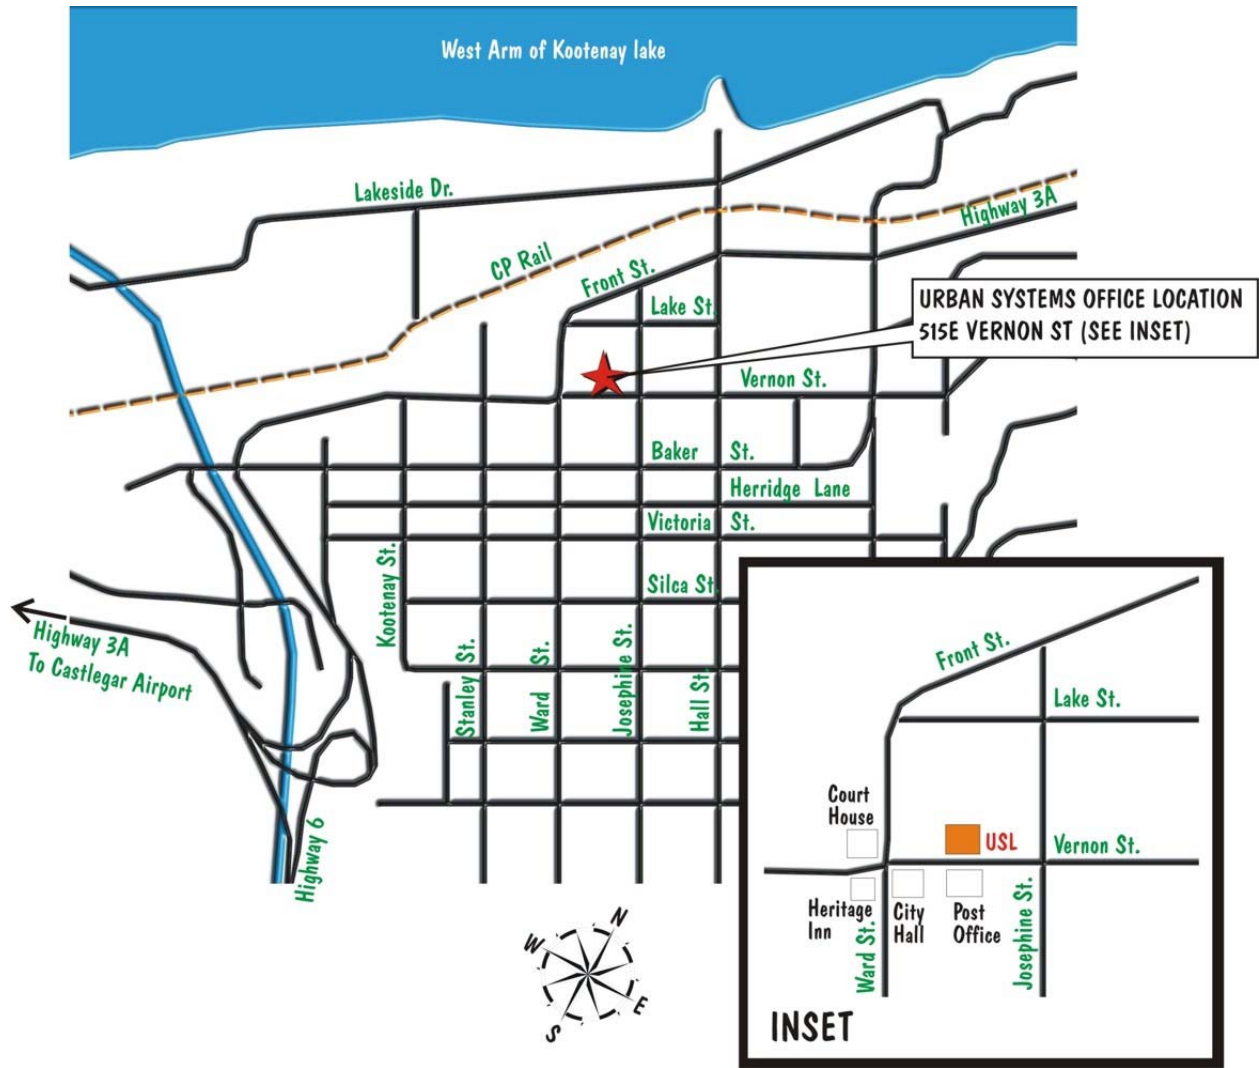 West Arm of Kootenay lake
Lakeside Dr.
Highway 3A
CP Rail
Front St.
Lake St.
URBAN SYSTEMS OFFICE LOCATION
515E VERNON ST (SEE INSET)
Vernon St.
Baker St.
Herridge Lane
Victoria St.
Kootenay St.
Silca St.
Highway 3A
To Castlegar Airport
Stanley St.
Ward St.
Josephine St.
Hall St.
Highway 6
N
W
E
S
Front St.
Lake St.
Court
House
USL
Vernon St.
Heritage
Inn
City
Hall
Post
Office
Ward St.
Josephine St.
INSET